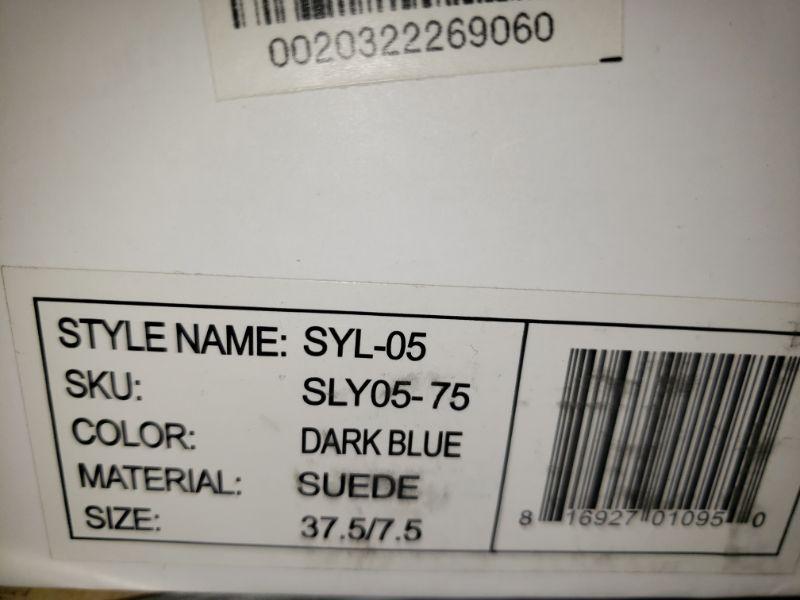 0020322269060
STYLE NAME: SYL-05
SKU: SLY05-75
COLOR: DARK BLUE
MATERIAL: SUEDE
SIZE: 37.5/7.5
8 16927 01095 0